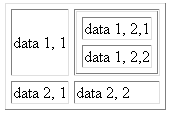 data 1, 1
data 1, 2,1
data 1, 2,2
data 2, 1
data 2, 2